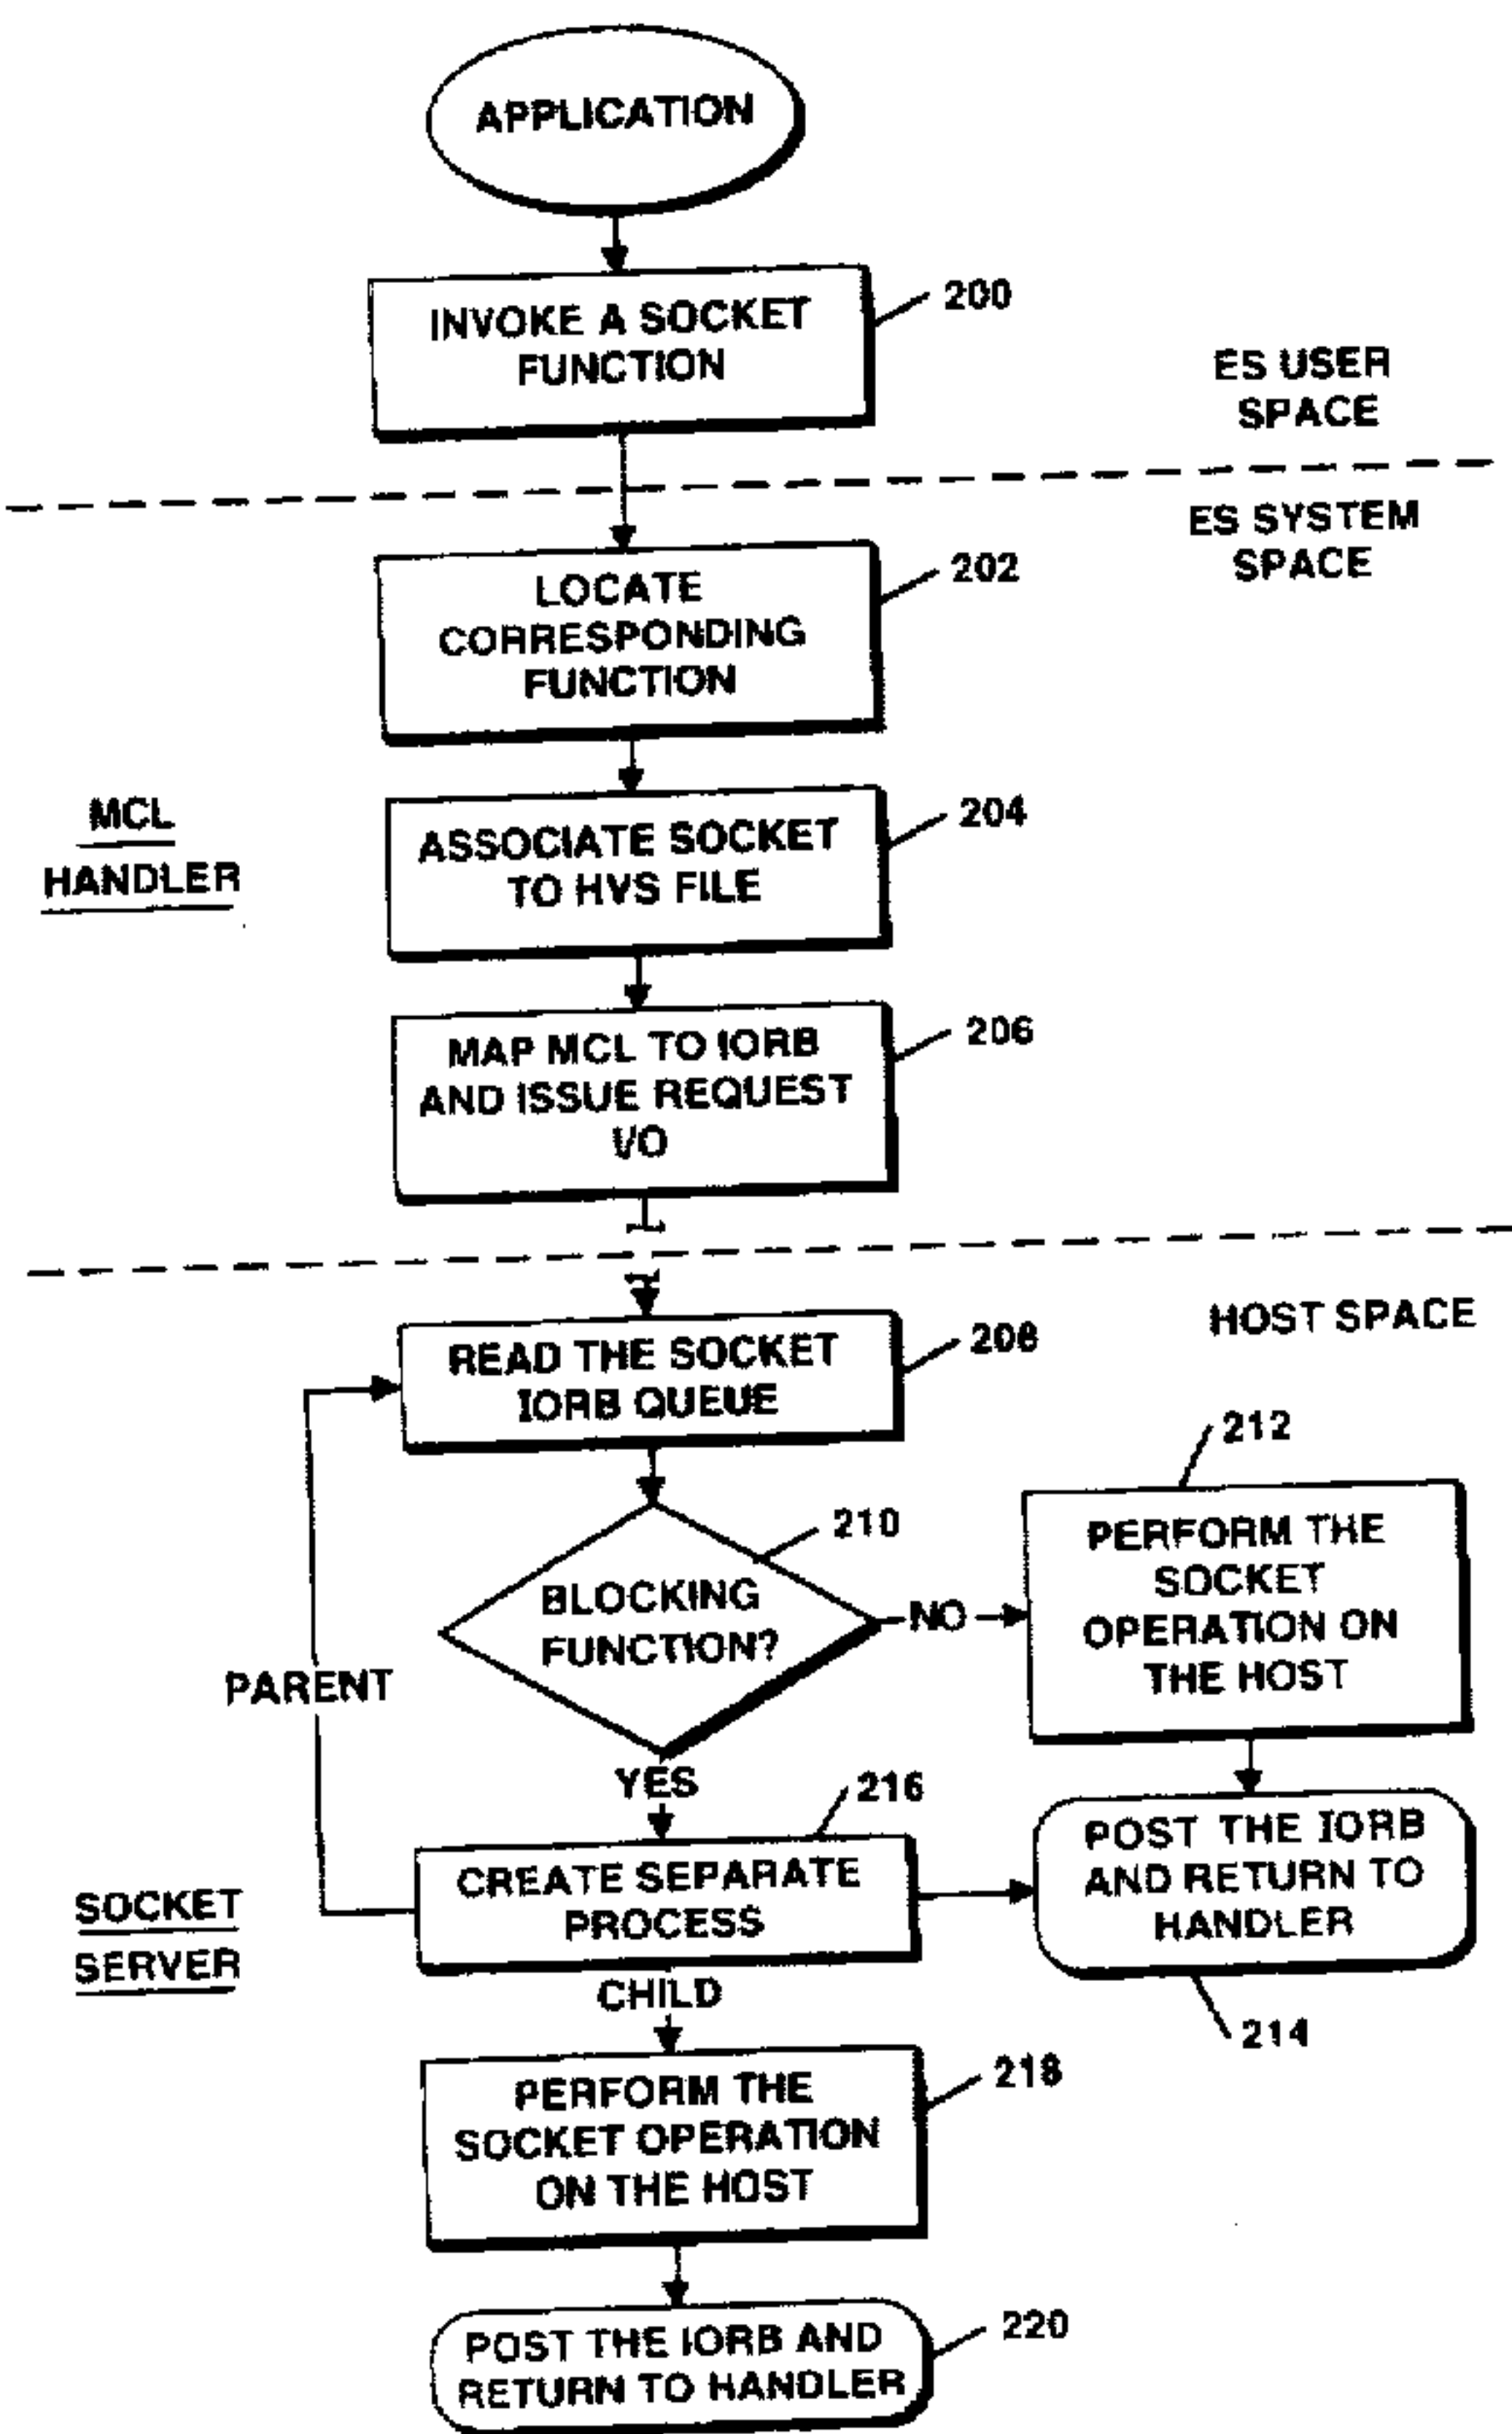 APPLICATION
INVOKE A SOCKET
FUNCTION
200
ES USER
SPACE
ES SYSTEM
SPACE
LOCATE
CORRESPONDING
FUNCTION
202
MCL
HANDLER
ASSOCIATE SOCKET
TO HVS FILE
204
MAP MCL TO IORB
AND ISSUE REQUEST
I/O
206
HOST SPACE
READ THE SOCKET
IORB QUEUE
208
BLOCKING
FUNCTION?
210
NO
212
PERFORM THE
SOCKET
OPERATION ON
THE HOST
PARENT
YES
216
CREATE SEPARATE
PROCESS
POST THE IORB
AND RETURN TO
HANDLER
214
SOCKET
SERVER
CHILD
PERFORM THE
SOCKET OPERATION
ON THE HOST
218
POST THE IORB AND
RETURN TO HANDLER
220